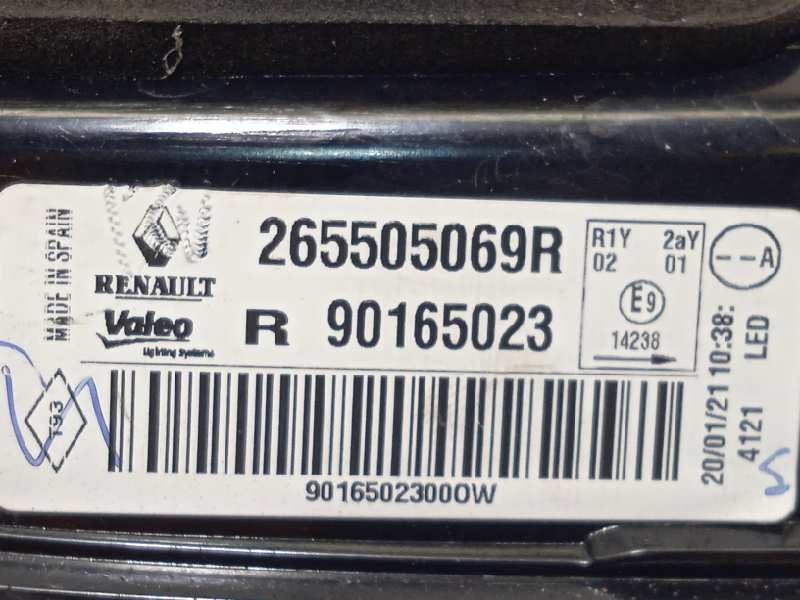 MADE IN SPAIN
RENAULT
265505069R
Valeo
Lighting Systems
R 90165023
R1Y 2aY
02 01
E9
14238
--A
LED
20/01/21 10:38:
4121
T93
90165023000W
5